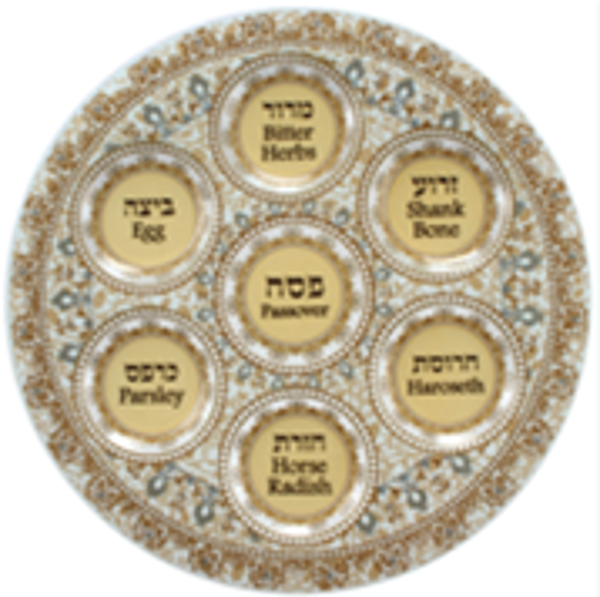 מרור
Bitter
Herbs
ביצה
Egg
זרוע
Shank
Bone
פסח
Passover
כרפס
Parsley
חרוסת
Haroseth
חזרת
Horse
Radish